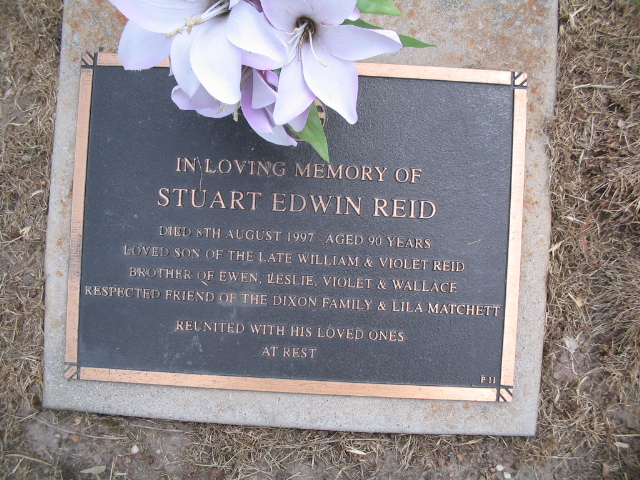 IN LOVING MEMORY OF
STUART EDWIN REID
DIED 8TH AUGUST 1997 AGED 90 YEARS
LOVED SON OF THE LATE WILLIAM & VIOLET REID
BROTHER OF EWEN, LESLIE, VIOLET & WALLACE
RESPECTED FRIEND OF THE DIXON FAMILY & LILA MATCHETT
REUNITED WITH HIS LOVED ONES
AT REST
P 11